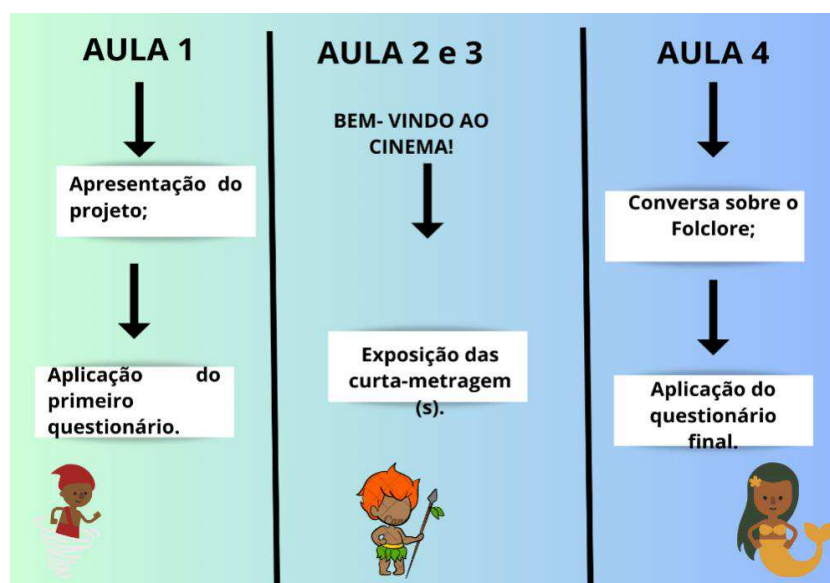 AULA 1
Apresentação do
projeto;
Aplicação do
primeiro
questionário.
AULA 2 e 3
BEM- VINDO AO
CINEMA!
Exposição das
curta-metragem
(s).
AULA 4
Conversa sobre o
Folclore;
Aplicação do
questionário
final.